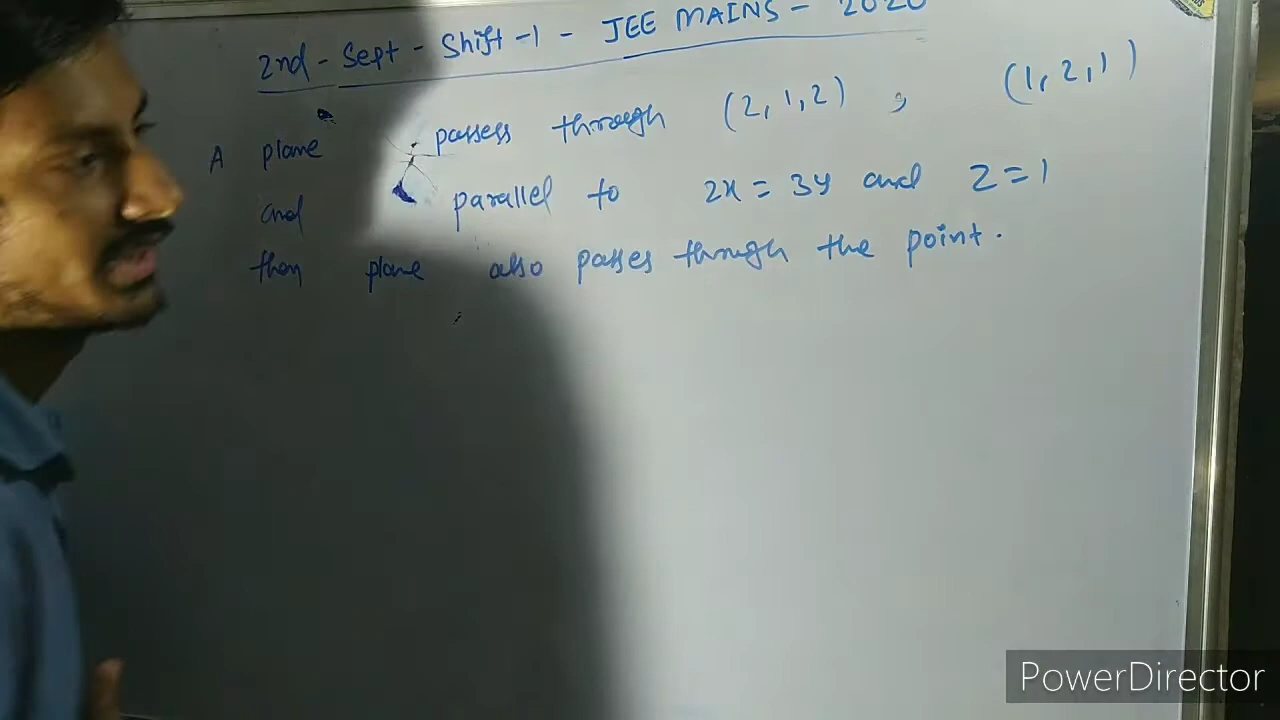 2nd - Sept - Shift -1 - JEE MAINS - 2020
A plane passess through (2,1,2) , (1,2,1)
and parallel to 2x = 3y and z=1
then plane also passes through the point.
PowerDirector